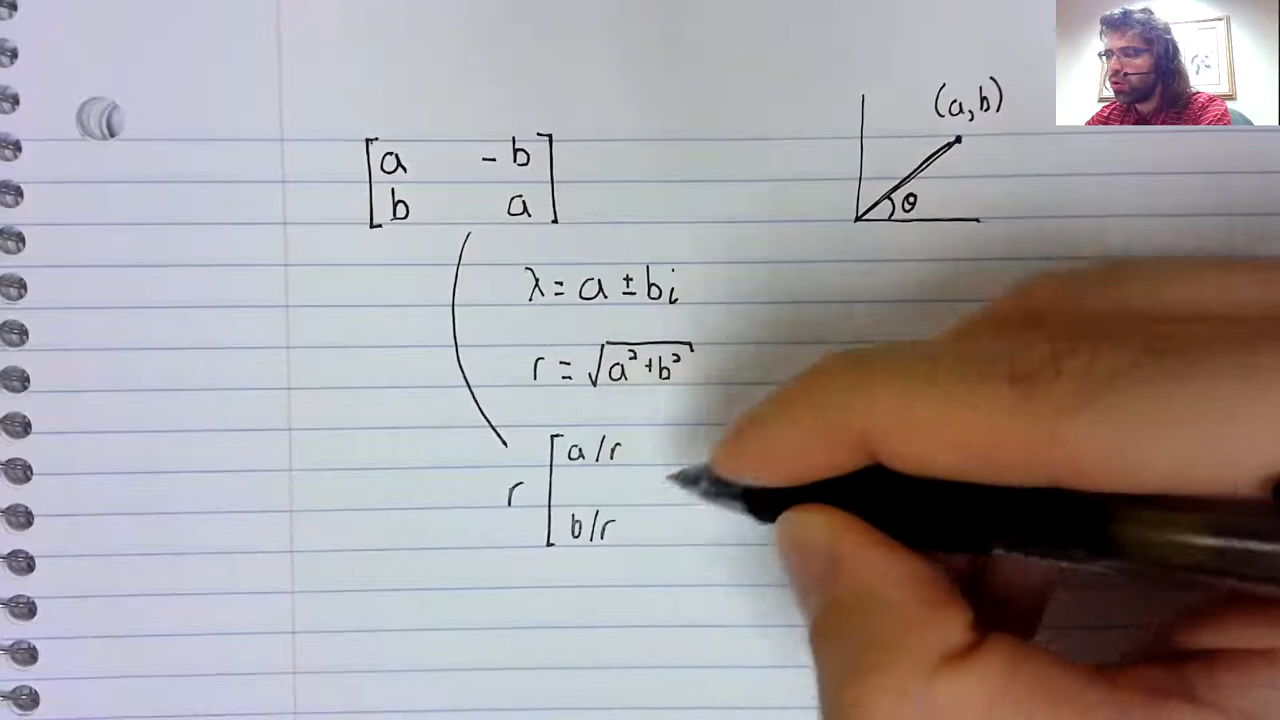 [a -b
b a]
(a,b)
θ
λ = a ± bi
r = √a²+b²
r [a/r
b/r